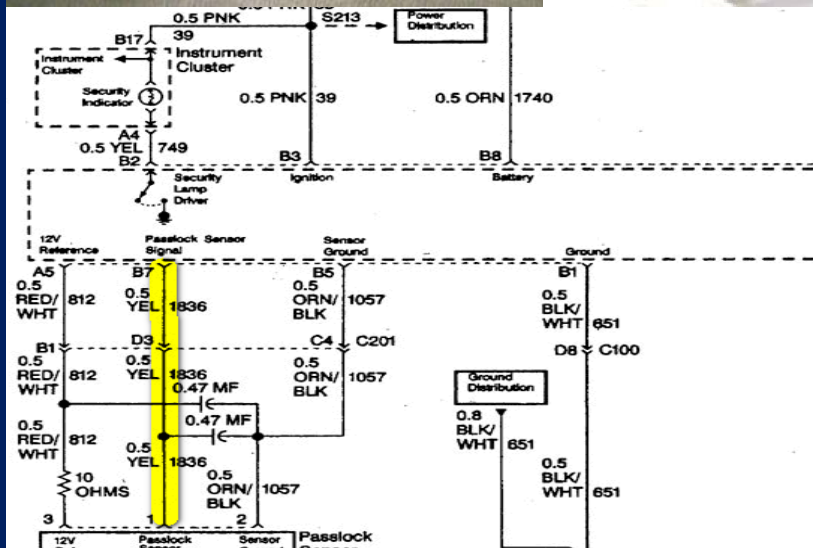 0.5 PNK
S213
Power
Distribution
B17
39
Instrument
Cluster
Instrument
Cluster
Security
Indicator
0.5 PNK 39
0.5 ORN 1740
A4
0.5 YEL 749
B2
B3
B8
Security
Lamp
Driver
Ignition
Battery
12V
Reference
Passlock Sensor
Signal
Sensor
Ground
Ground
A5
B7
B5
B1
0.5
RED/
WHT
812
0.5
YEL
1836
0.5
ORN/
BLK
1057
0.5
BLK/
WHT
651
B1
D3
C4
C201
D8
C100
0.5
RED/
WHT
812
0.5
YEL
1836
0.5
ORN/
BLK
1057
0.47 MF
0.47 MF
Ground
Distribution
0.5
RED/
WHT
812
0.5
YEL
1836
0.8
BLK/
WHT
651
10
OHMS
0.5
ORN/
BLK
1057
0.5
BLK/
WHT
651
3
1
2
12V
Passlock
Sensor
Passlock